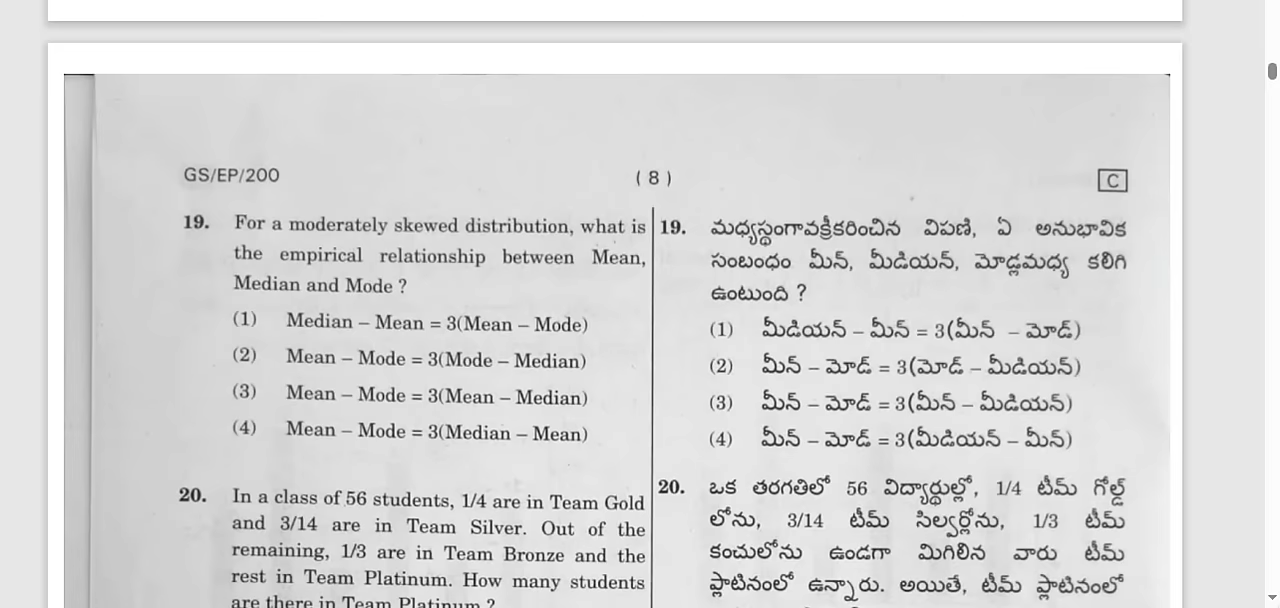 GS/EP/200
( 8 )
C
19. For a moderately skewed distribution, what is
the empirical relationship between Mean,
Median and Mode ?
(1) Median – Mean = 3(Mean – Mode)
(2) Mean – Mode = 3(Mode – Median)
(3) Mean – Mode = 3(Mean – Median)
(4) Mean – Mode = 3(Median – Mean)
20. In a class of 56 students, 1/4 are in Team Gold
and 3/14 are in Team Silver. Out of the
remaining, 1/3 are in Team Bronze and the
rest in Team Platinum. How many students
are there in Team Platinum ?
19. మధ్యస్థంగావక్రీకరించిన విపణి, ఏ అనుభావిక
సంబంధం మీన్, మీడియన్, మోడ్లమధ్య కలిగి
ఉంటుంది ?
(1) మీడియన్ – మీన్ = 3(మీన్ – మోడ్)
(2) మీన్ – మోడ్ = 3(మోడ్ – మీడియన్)
(3) మీన్ – మోడ్ = 3(మీన్ – మీడియన్)
(4) మీన్ – మోడ్ = 3(మీడియన్ – మీన్)
20. ఒక తరగతిలో 56 విద్యార్థుల్లో, 1/4 టీమ్ గోల్డ్
లోను, 3/14 టీమ్ సిల్వర్లోను, 1/3 టీమ్
కంచులోను ఉండగా మిగిలిన వారు టీమ్
ప్లాటినంలో ఉన్నారు. అయితే, టీమ్ ప్లాటినంలో